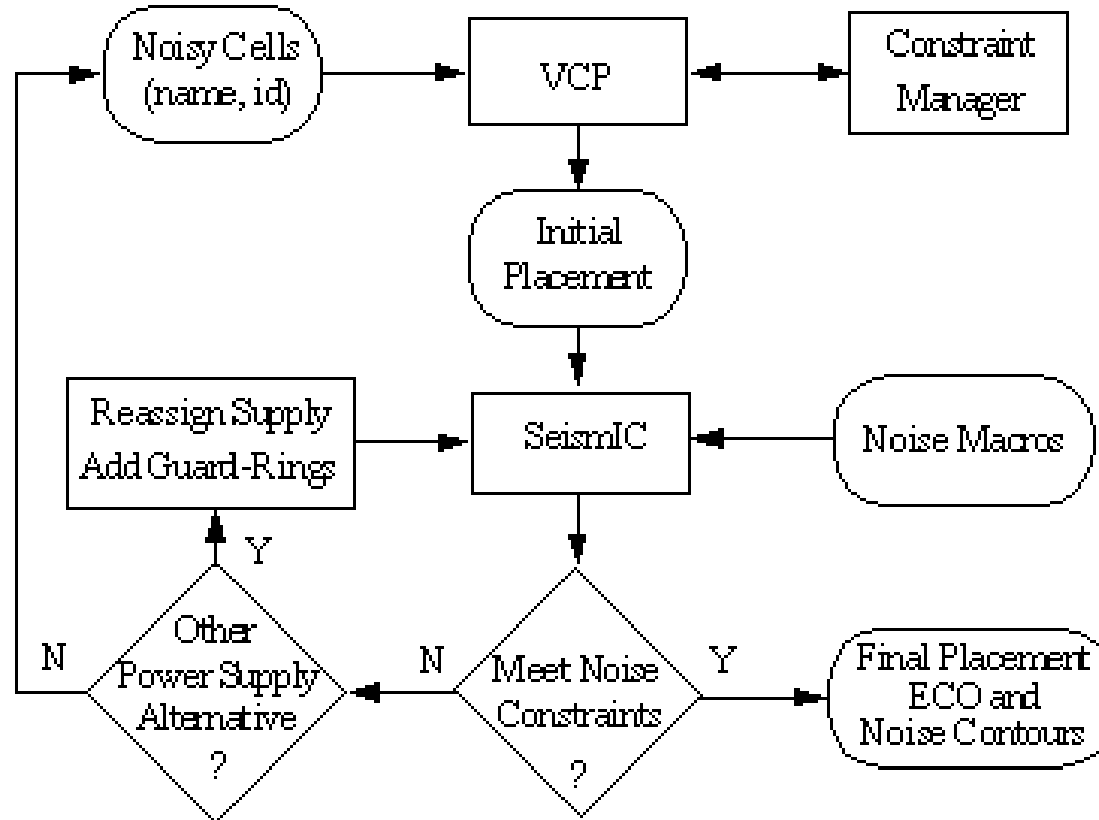 Noisy Cells
(name, id)
VCP
Constraint
Manager
Initial
Placement
Reassign Supply
Add Guard-Rings
SeismIC
Noise Macros
Y
Other
Power Supply
Alternative
?
N
N
Meet Noise
Constraints
?
Y
Final Placement
ECO and
Noise Contours